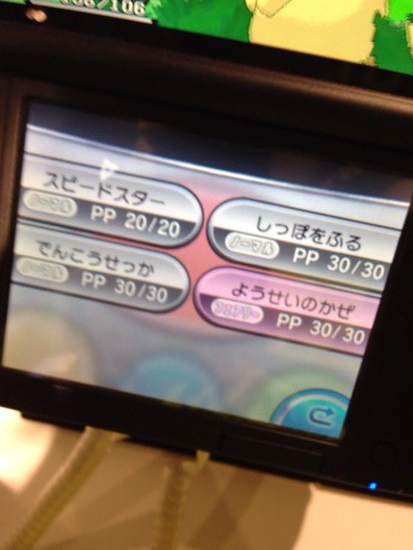 /106
スピードスター
ノーマル PP 20/20
しっぽをふる
ノーマル PP 30/30
でんこうせっか
ノーマル PP 30/30
ようせいのかぜ
フェアリー PP 30/30